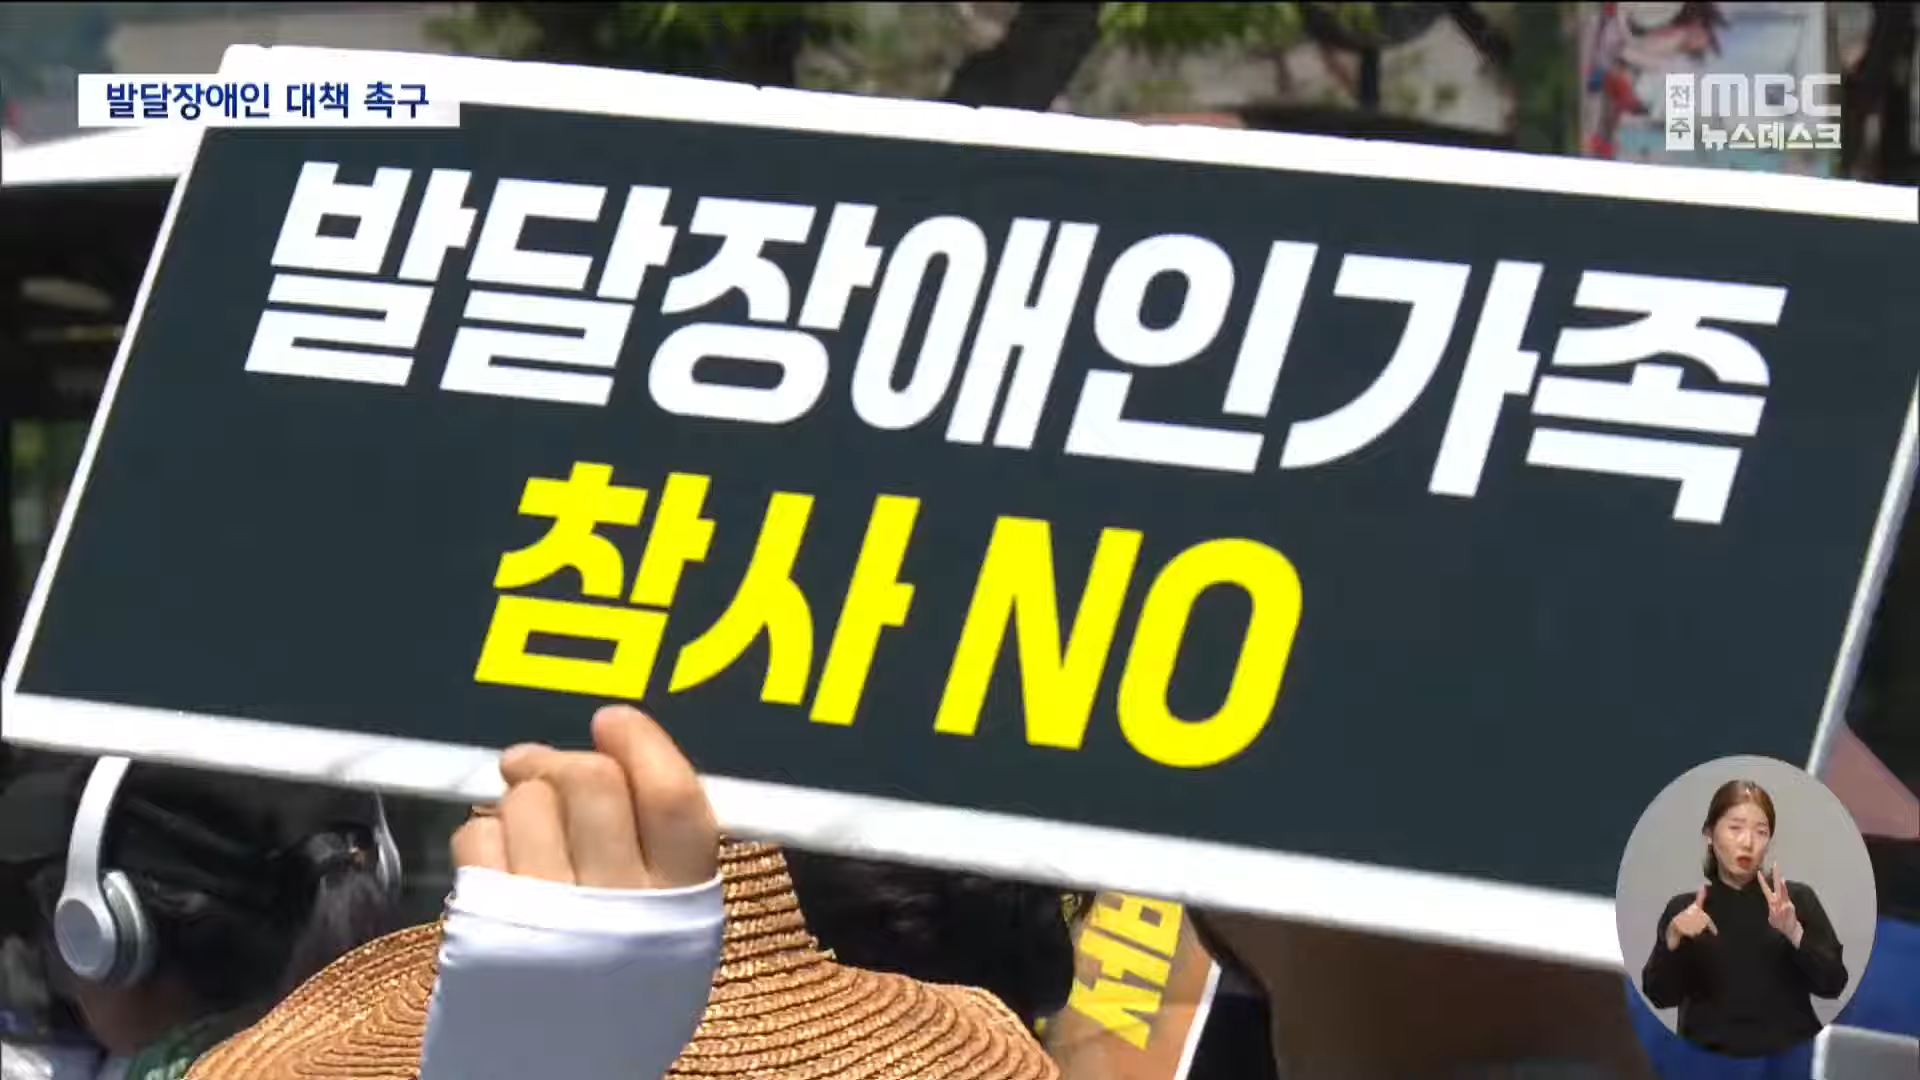 발달장애인 대책 촉구
전주 MBC
뉴스데스크
발달장애인가족
참사 NO